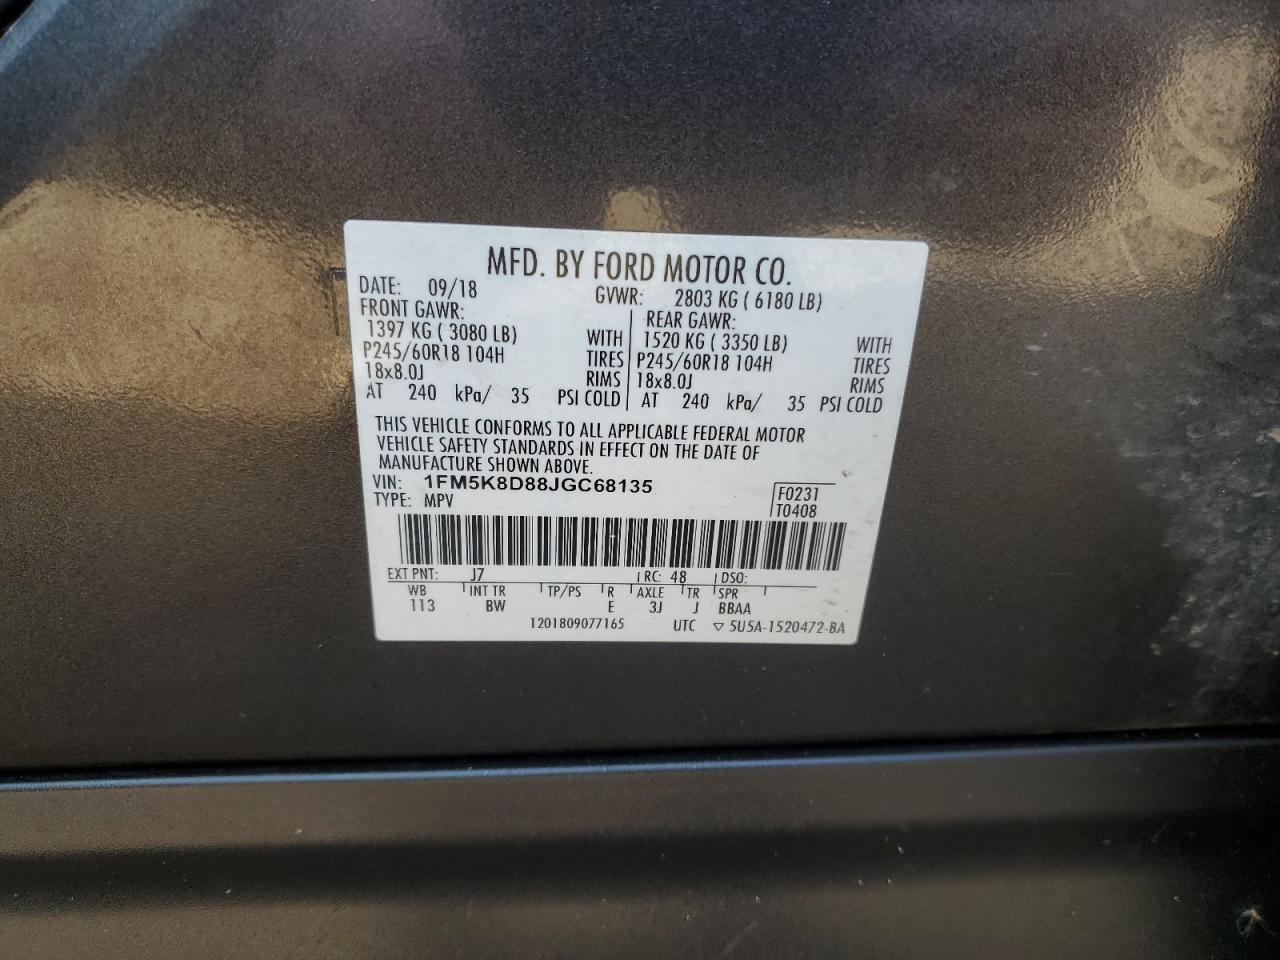 MFD. BY FORD MOTOR CO.
DATE: 09/18 GVWR: 2803 KG ( 6180 LB)
FRONT GAWR: REAR GAWR:
1397 KG ( 3080 LB) WITH 1520 KG ( 3350 LB) WITH
P245/60R18 104H TIRES P245/60R18 104H TIRES
18x8.0J RIMS 18x8.0J RIMS
AT 240 kPa/ 35 PSI COLD AT 240 kPa/ 35 PSI COLD
THIS VEHICLE CONFORMS TO ALL APPLICABLE FEDERAL MOTOR
VEHICLE SAFETY STANDARDS IN EFFECT ON THE DATE OF
MANUFACTURE SHOWN ABOVE.
VIN: 1FM5K8D88JGC68135 F0231
TYPE: MPV T0408
EXT PNT: J7 RC: 48 DSO:
WB INT TR TP/PS R AXLE TR SPR
113 BW E 3J J BBAA
1201809077165 UTC ▽ 5U5A-1520472-BA